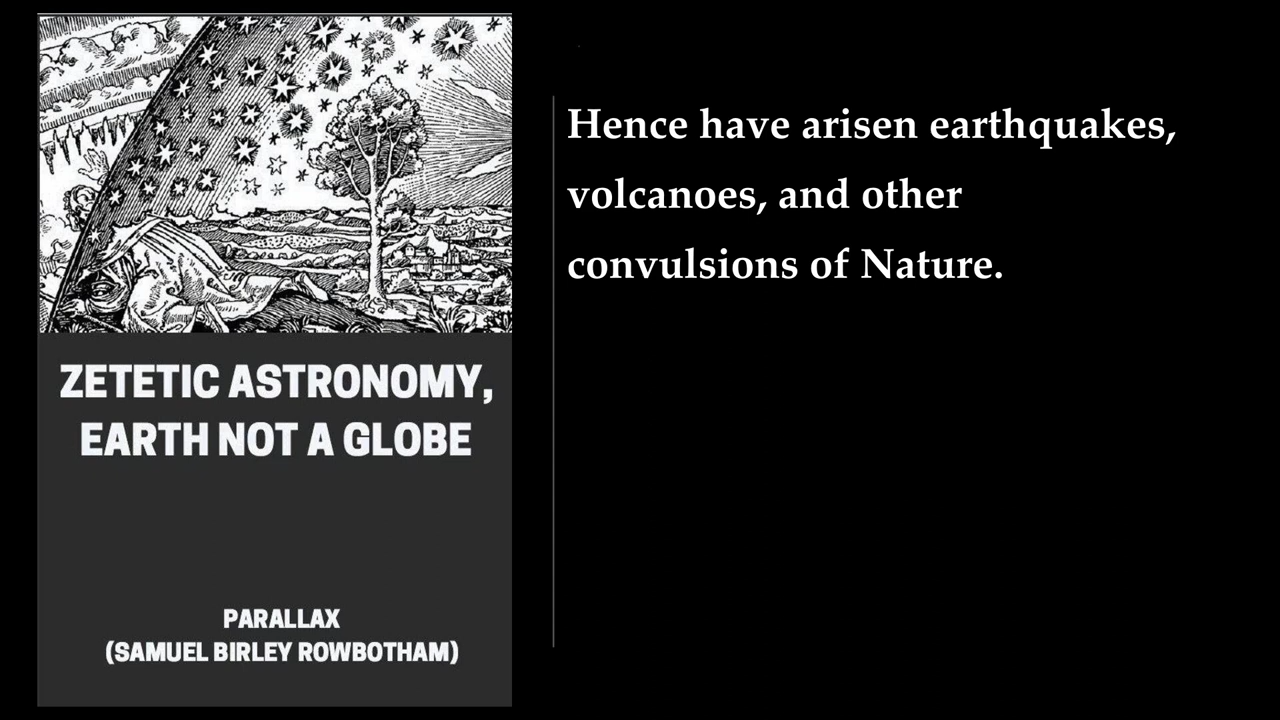 ZETETIC ASTRONOMY,
EARTH NOT A GLOBE
PARALLAX
(SAMUEL BIRLEY ROWBOTHAM)
Hence have arisen earthquakes,
volcanoes, and other
convulsions of Nature.